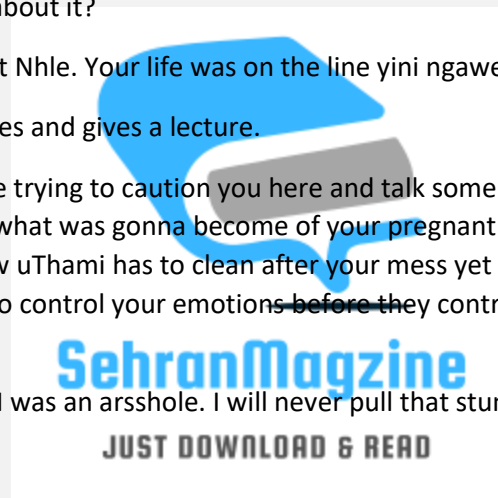 about it?
t Nhle. Your life was on the line yini ngawe
es and gives a lecture.
e trying to caution you here and talk some
what was gonna become of your pregnant
w uThami has to clean after your mess yet
o control your emotions before they contr
SehranMagzine
I was an arsshole. I will never pull that stun
JUST DOWNLOAD & READ